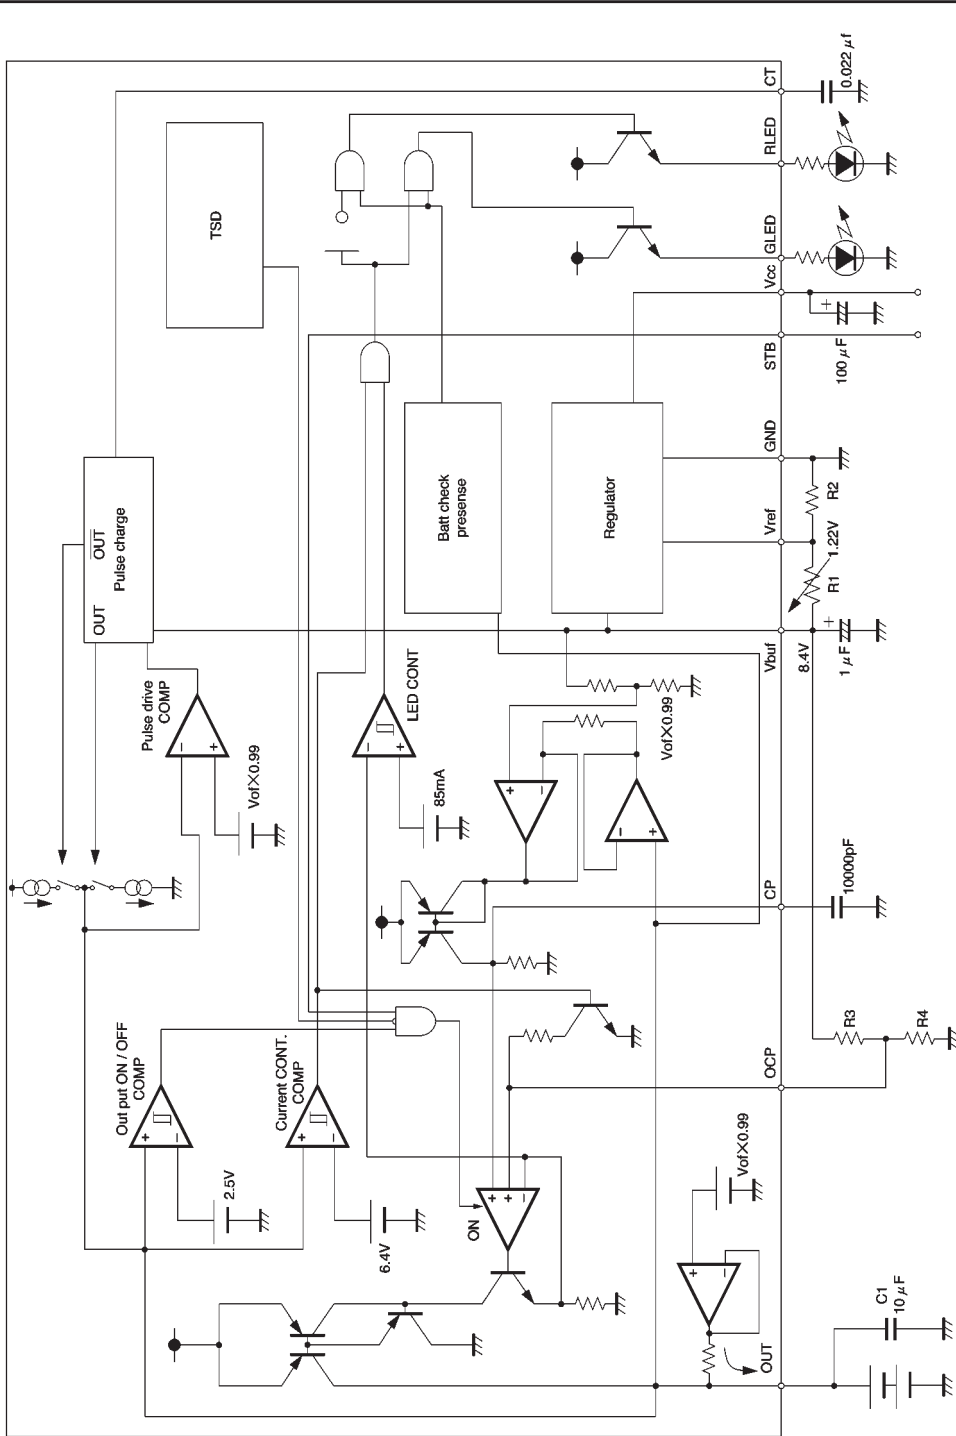 CT
0.022 μf
RLED
GLED
Vcc
STB
100 μF
+
GND
Vref
R2
1.22V
R1
Vbuf
8.4V
1 μF
+
CP
10000pF
OCP
R3
R4
C1
10 μF
OUT
TSD
OUT
OUT
Pulse charge
Batt check
presense
Regulator
Pulse drive
COMP
−
+
Vof×0.99
LED CONT
−
+
85mA
+
−
−
+
Vof×0.99
Out put ON / OFF
COMP
+
−
2.5V
Current CONT.
COMP
+
−
6.4V
ON
+
+
−
+
−
Vof×0.99